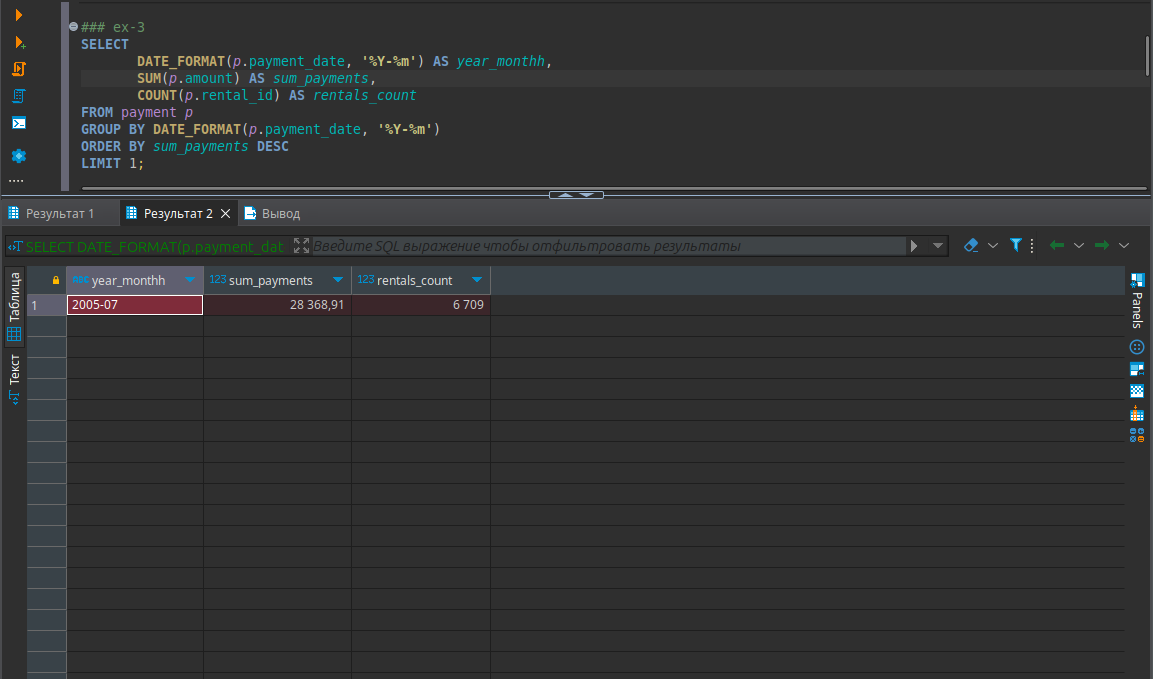 ### ex-3
SELECT
DATE_FORMAT(p.payment_date, '%Y-%m') AS year_monthh,
SUM(p.amount) AS sum_payments,
COUNT(p.rental_id) AS rentals_count
FROM payment p
GROUP BY DATE_FORMAT(p.payment_date, '%Y-%m')
ORDER BY sum_payments DESC
LIMIT 1;
Результат 1 Результат 2 Вывод
SELECT DATE_FORMAT(p.payment_dat Введите SQL выражение чтобы отфильтровать результаты
Таблица
Текст
ABC year_monthh 123 sum_payments 123 rentals_count
1 2005-07 28 368,91 6 709
Panels